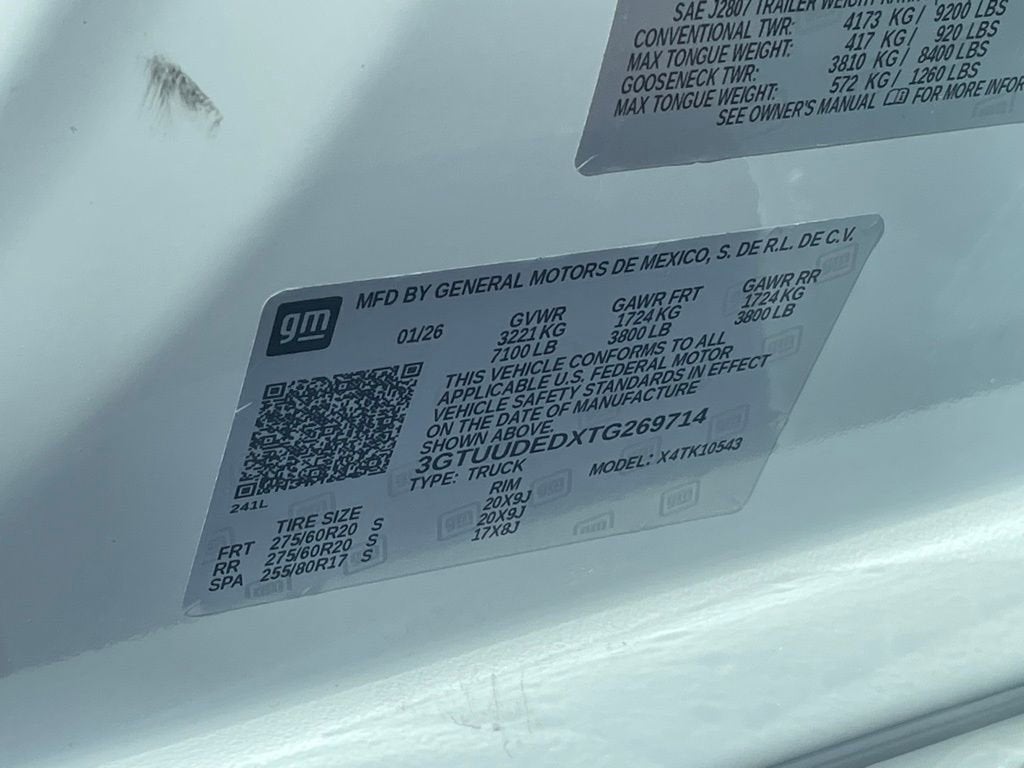 SAE J2807 TRAILER WEIGHT
CONVENTIONAL TWR: 4173 KG/ 9200 LBS
MAX TONGUE WEIGHT: 417 KG/ 920 LBS
GOOSENECK TWR: 3810 KG/ 8400 LBS
MAX TONGUE WEIGHT: 572 KG/ 1260 LBS
SEE OWNER'S MANUAL FOR MORE INFOR
gm
MFD BY GENERAL MOTORS DE MEXICO, S. DE R.L. DE C.V.
01/26 GVWR GAWR FRT GAWR RR
3221 KG 1724 KG 1724 KG
7100 LB 3800 LB 3800 LB
THIS VEHICLE CONFORMS TO ALL
APPLICABLE U.S. FEDERAL MOTOR
VEHICLE SAFETY STANDARDS IN EFFECT
ON THE DATE OF MANUFACTURE
SHOWN ABOVE.
3GTUUDEDXTG269714
TYPE: TRUCK MODEL: X4TK10543
241L
TIRE SIZE RIM
FRT 275/60R20 S 20X9J
RR 275/60R20 S 20X9J
SPA 255/80R17 S 17X8J